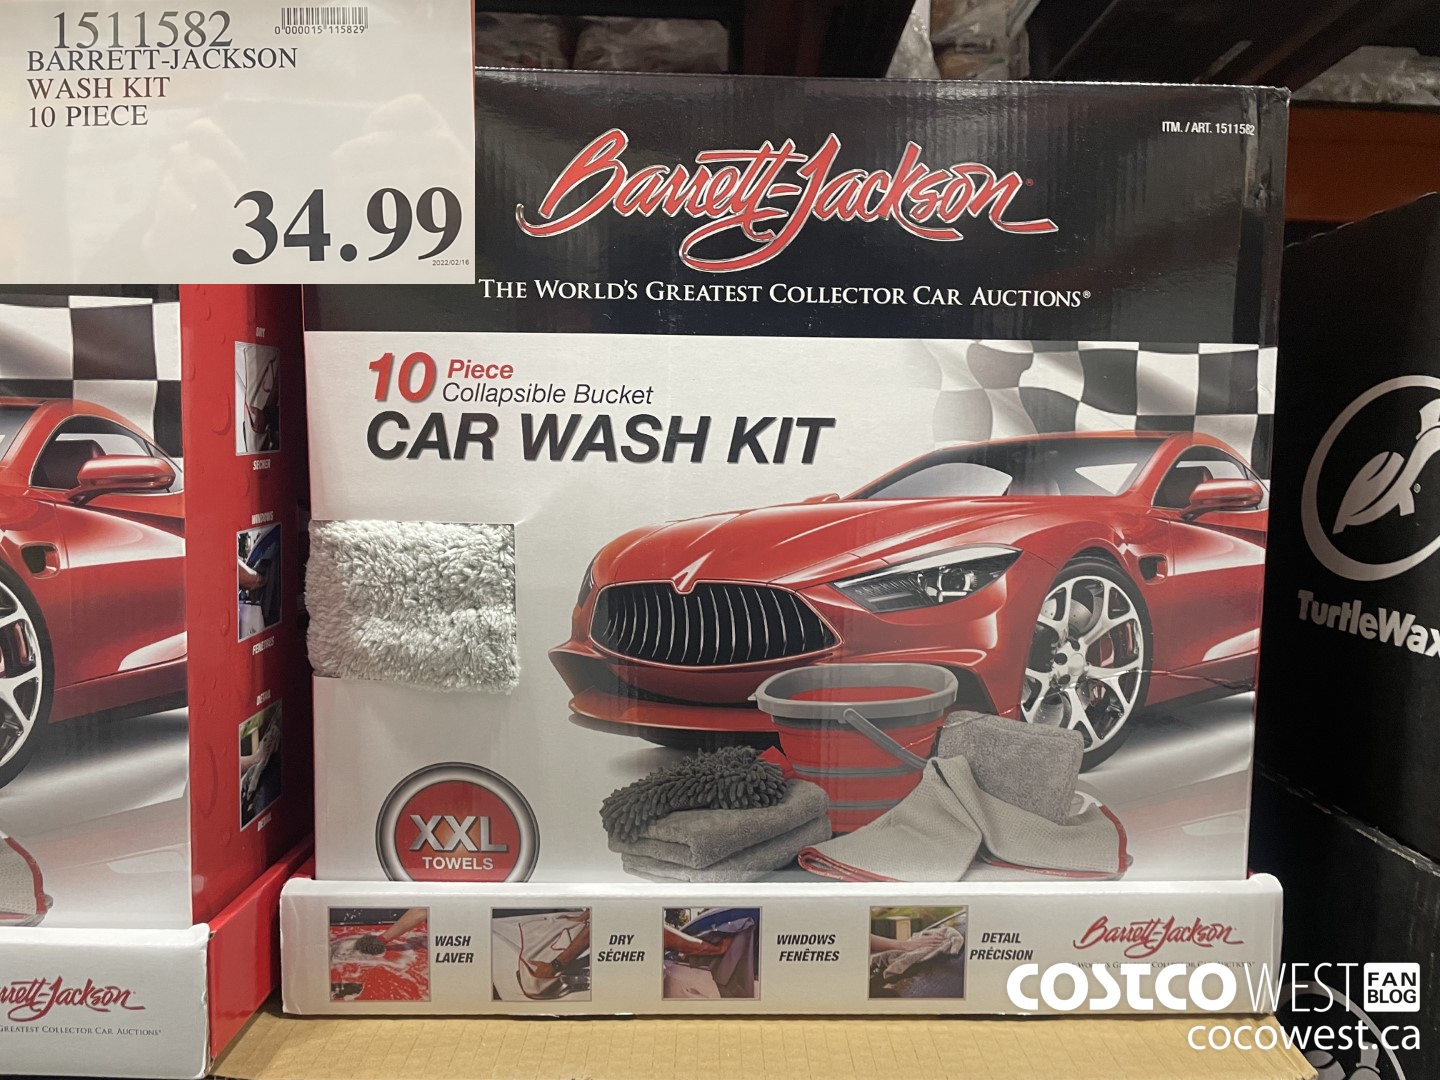 1511582
0"000015"115829"
BARRETT-JACKSON
WASH KIT
10 PIECE
34.99
2022/02/16
ITM. / ART. 1511582
Barrett-Jackson®
THE WORLD'S GREATEST COLLECTOR CAR AUCTIONS®
10 Piece
Collapsible Bucket
CAR WASH KIT
XXL
TOWELS
DRY
SÉCHER
WINDOWS
FENÊTRES
DETAIL
TurtleWax
WASH
LAVER
DRY
SÉCHER
WINDOWS
FENÊTRES
DETAIL
PRÉCISION
Barrett-Jackson
rrett-Jackson
GREATEST COLLECTOR CAR AUCTIONS®
COSTCO WEST FAN
BLOG
cocowest.ca